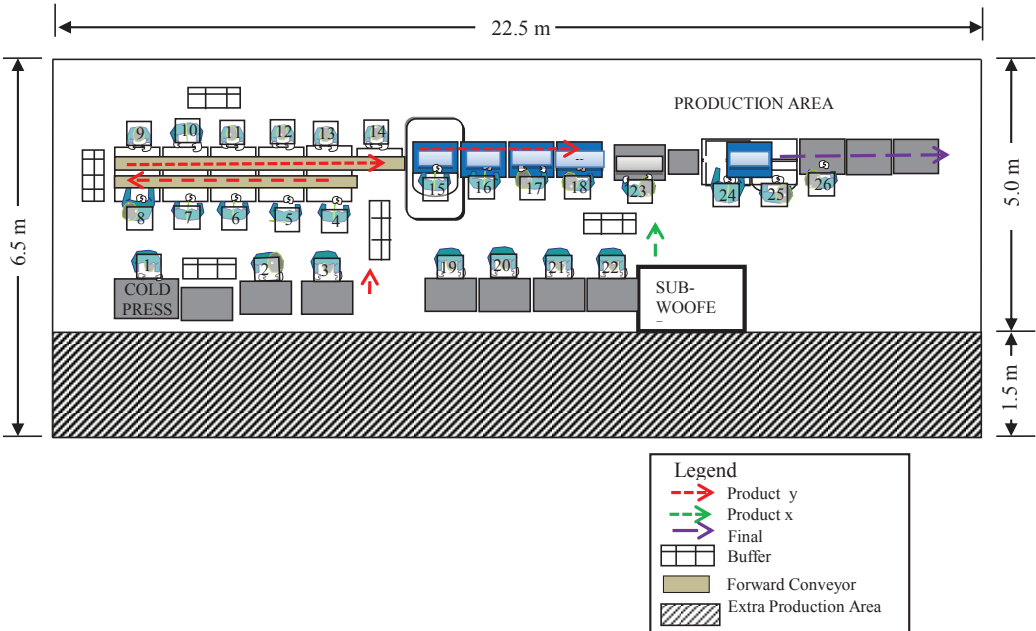 22.5 m
6.5 m
5.0 m
1.5 m
PRODUCTION AREA
9
10
11
12
13
14
15
16
17
18
--
23
24
25
26
8
7
6
5
4
1
2
3
19
20
21
22
COLD
PRESS
SUB-
WOOFE
Legend
Product y
Product x
Final
Buffer
Forward Conveyor
Extra Production Area